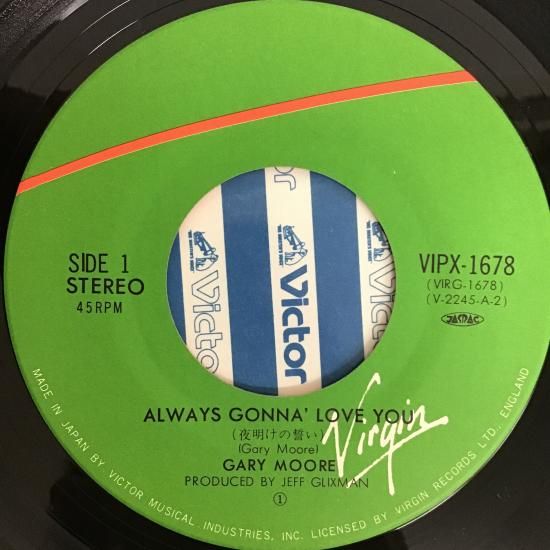 SIDE 1
STEREO
45RPM
VIPX-1678
(VIRG-1678)
(V-2245-A-2)
JASRAC
Victor
Victor
Victor
ALWAYS GONNA' LOVE YOU
(夜明けの誓い)
(Gary Moore)
GARY MOORE
PRODUCED BY JEFF GLIXMAN
①
Virgin
MADE IN JAPAN BY VICTOR MUSICAL INDUSTRIES, INC. LICENSED BY VIRGIN RECORDS LTD., ENGLAND